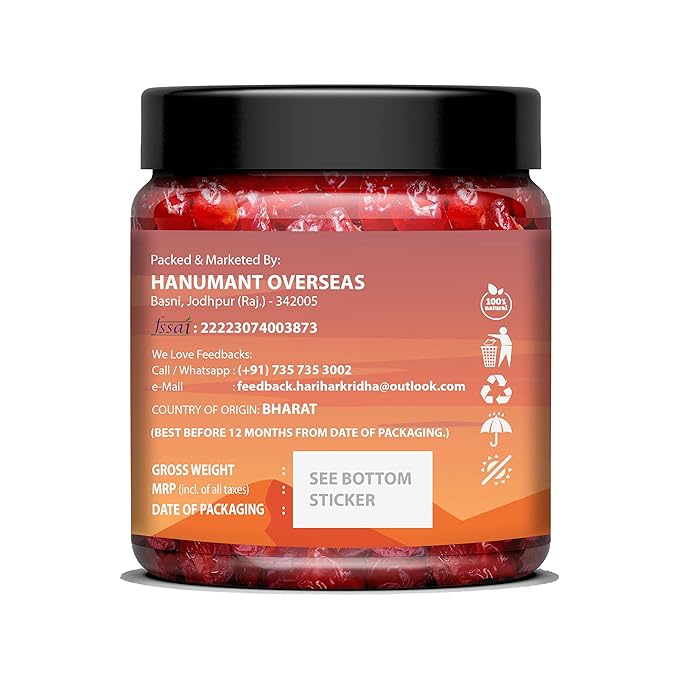 Packed & Marketed By:
HANUMANT OVERSEAS
Basni, Jodhpur (Raj.) - 342005
fssai : 22223074003873
We Love Feedbacks:
Call / Whatsapp : (+91) 735 735 3002
e-Mail : feedback.hariharkridha@outlook.com
COUNTRY OF ORIGIN: BHARAT
(BEST BEFORE 12 MONTHS FROM DATE OF PACKAGING.)
GROSS WEIGHT :
MRP (incl. of all taxes) :
DATE OF PACKAGING :
SEE BOTTOM
STICKER
100%
natural